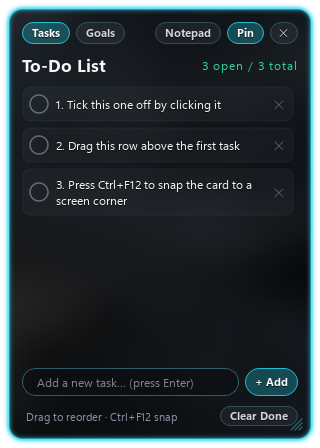 Tasks Goals Notepad Pin ×
To-Do List 3 open / 3 total
1. Tick this one off by clicking it ×
2. Drag this row above the first task ×
3. Press Ctrl+F12 to snap the card to a ×
screen corner
Add a new task... (press Enter) + Add
Drag to reorder · Ctrl+F12 snap Clear Done